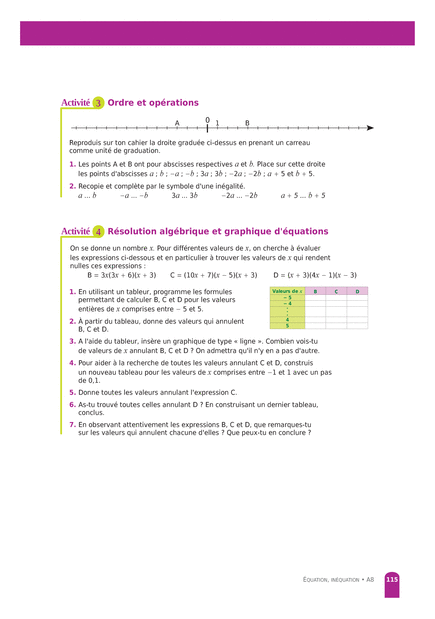 Activité 3 Ordre et opérations
A 0 1 B
Reproduis sur ton cahier la droite graduée ci-dessus en prenant un carreau
comme unité de graduation.
1. Les points A et B ont pour abscisses respectives a et b. Place sur cette droite
les points d'abscisses a ; b ; −a ; −b ; 3a ; 3b ; −2a ; −2b ; a + 5 et b + 5.
2. Recopie et complète par le symbole d'une inégalité.
a ... b −a ... −b 3a ... 3b −2a ... −2b a + 5 ... b + 5
Activité 4 Résolution algébrique et graphique d'équations
On se donne un nombre x. Pour différentes valeurs de x, on cherche à évaluer
les expressions ci-dessous et en particulier à trouver les valeurs de x qui rendent
nulles ces expressions :
B = 3x(3x + 6)(x + 3) C = (10x + 7)(x − 5)(x + 3) D = (x + 3)(4x − 1)(x − 3)
1. En utilisant un tableur, programme les formules
permettant de calculer B, C et D pour les valeurs
entières de x comprises entre − 5 et 5.
Valeurs de x B C D
− 5
− 4
:
:
4
5
2. À partir du tableau, donne des valeurs qui annulent
B, C et D.
3. A l'aide du tableur, insère un graphique de type « ligne ». Combien vois-tu
de valeurs de x annulant B, C et D ? On admettra qu'il n'y en a pas d'autre.
4. Pour aider à la recherche de toutes les valeurs annulant C et D, construis
un nouveau tableau pour les valeurs de x comprises entre −1 et 1 avec un pas
de 0,1.
5. Donne toutes les valeurs annulant l'expression C.
6. As-tu trouvé toutes celles annulant D ? En construisant un dernier tableau,
conclus.
7. En observant attentivement les expressions B, C et D, que remarques-tu
sur les valeurs qui annulent chacune d'elles ? Que peux-tu en conclure ?
ÉQUATION, INÉQUATION • A8 115